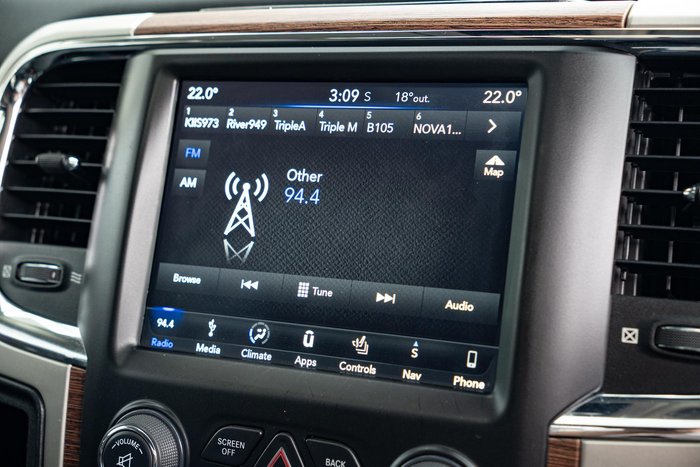 22.0° 3:09 S 18°out. 22.0°
1 2 3 4 5 6
KIIS973 River949 TripleA Triple M B105 NOVA1...
FM
AM
Other
94.4
Map
Browse Tune Audio
94.4 S
Radio Media Climate Apps Controls Nav Phone
VOLUME
SCREEN
OFF
BACK